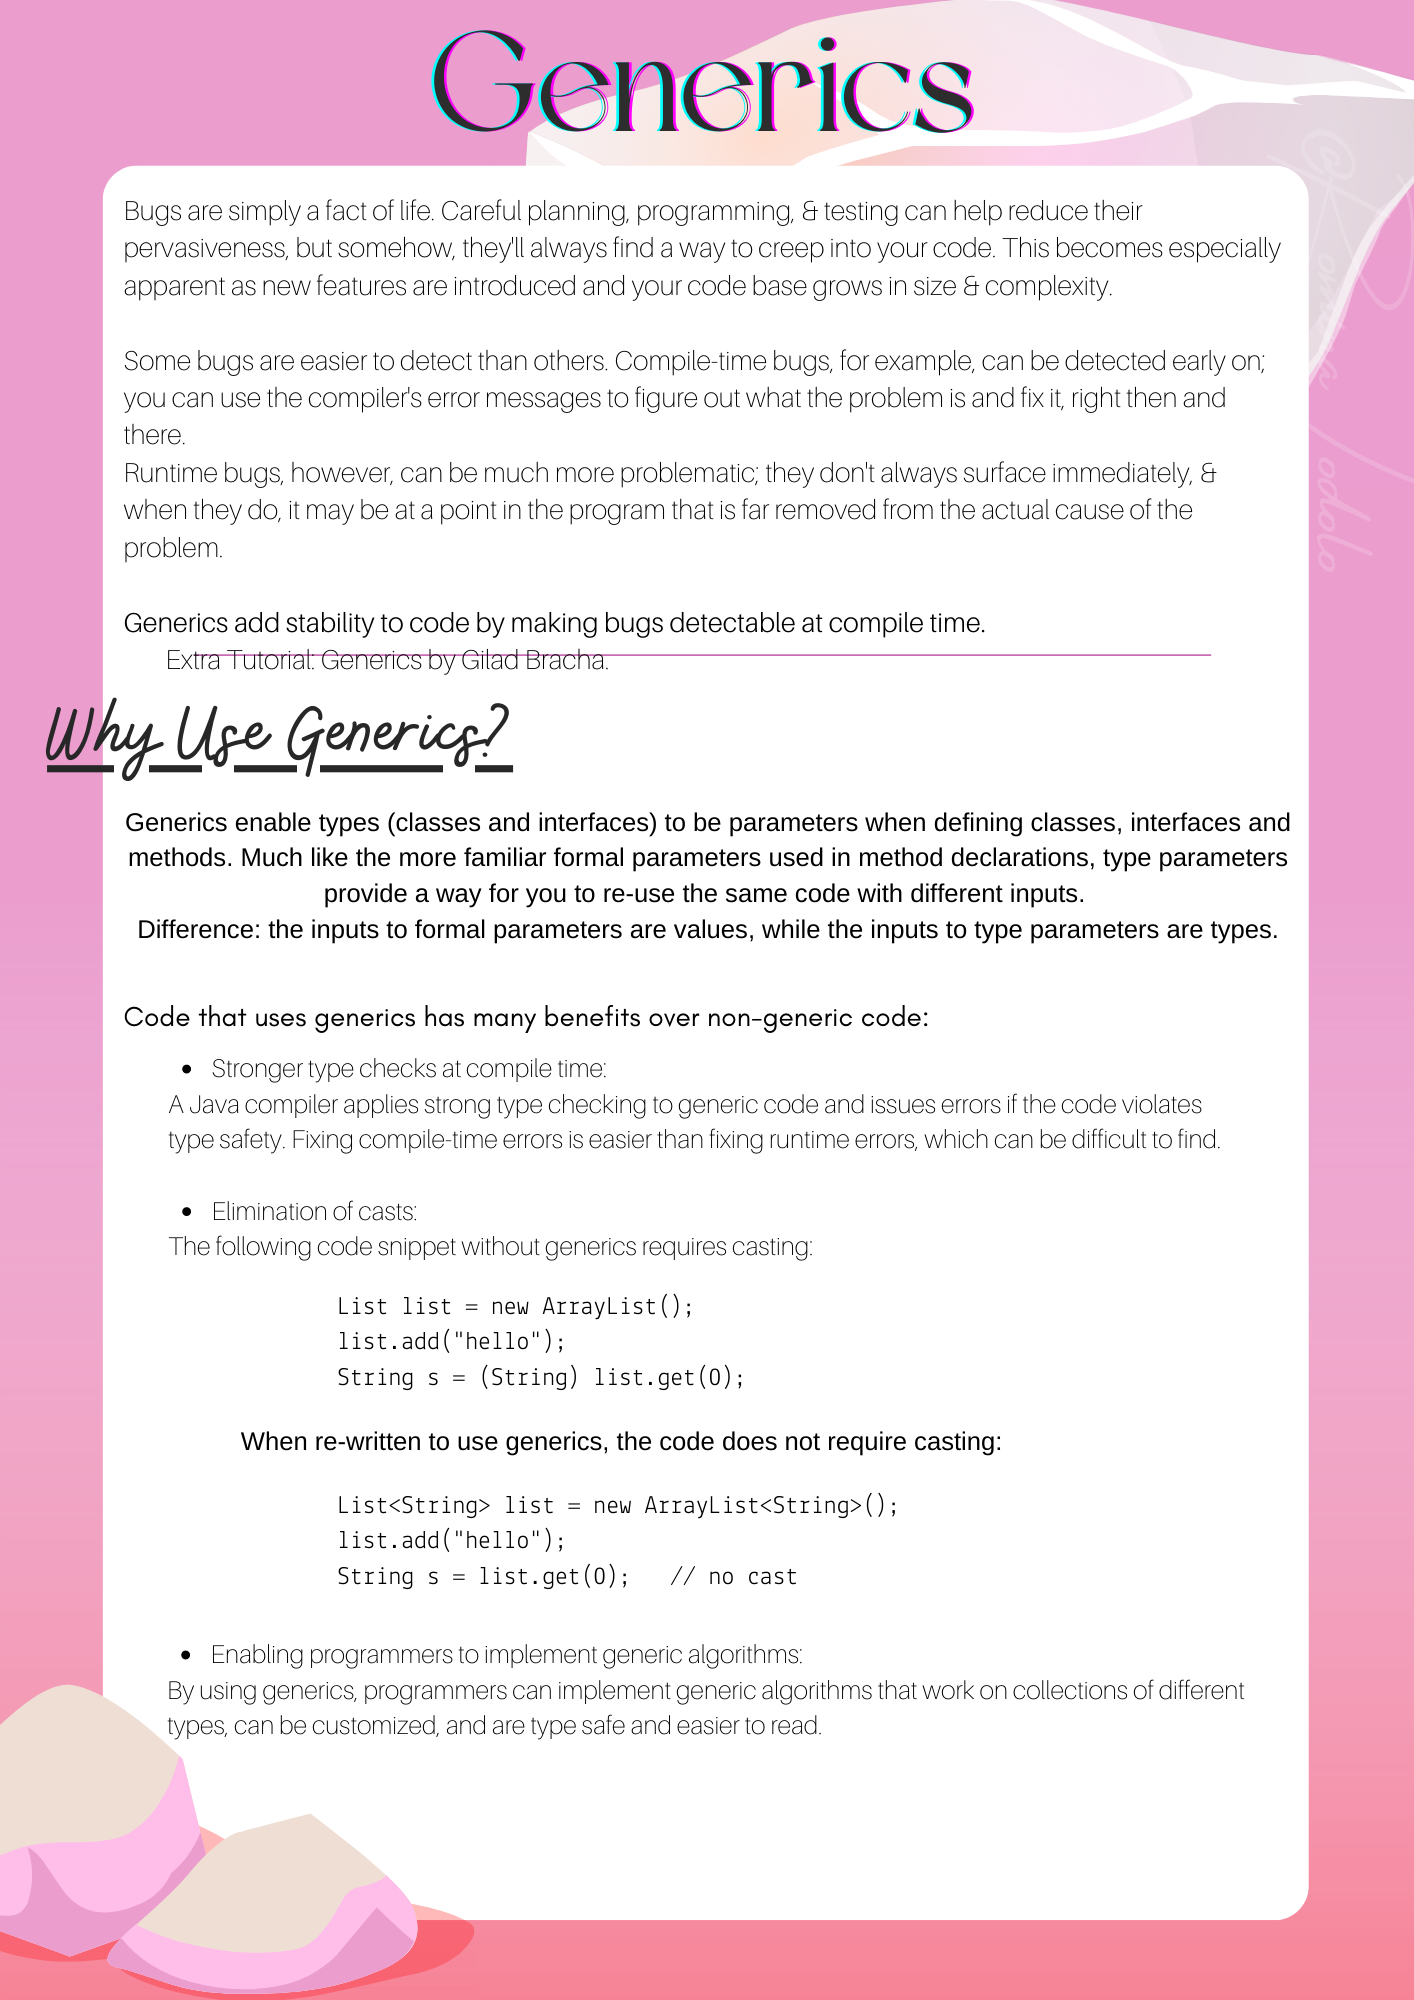 Generics
Bugs are simply a fact of life. Careful planning, programming, & testing can help reduce their
pervasiveness, but somehow, they'll always find a way to creep into your code. This becomes especially
apparent as new features are introduced and your code base grows in size & complexity.
Some bugs are easier to detect than others. Compile-time bugs, for example, can be detected early on;
you can use the compiler's error messages to figure out what the problem is and fix it, right then and
there.
Runtime bugs, however, can be much more problematic; they don't always surface immediately, &
when they do, it may be at a point in the program that is far removed from the actual cause of the
problem.
Generics add stability to code by making bugs detectable at compile time.
Extra Tutorial: Generics by Gilad Bracha.
Why Use Generics?
Generics enable types (classes and interfaces) to be parameters when defining classes, interfaces and
methods. Much like the more familiar formal parameters used in method declarations, type parameters
provide a way for you to re-use the same code with different inputs.
Difference: the inputs to formal parameters are values, while the inputs to type parameters are types.
Code that uses generics has many benefits over non-generic code:
• Stronger type checks at compile time:
A Java compiler applies strong type checking to generic code and issues errors if the code violates
type safety. Fixing compile-time errors is easier than fixing runtime errors, which can be difficult to find.
• Elimination of casts:
The following code snippet without generics requires casting:
List list = new ArrayList();
list.add("hello");
String s = (String) list.get(0);
When re-written to use generics, the code does not require casting:
List<String> list = new ArrayList<String>();
list.add("hello");
String s = list.get(0);   // no cast
• Enabling programmers to implement generic algorithms:
By using generics, programmers can implement generic algorithms that work on collections of different
types, can be customized, and are type safe and easier to read.